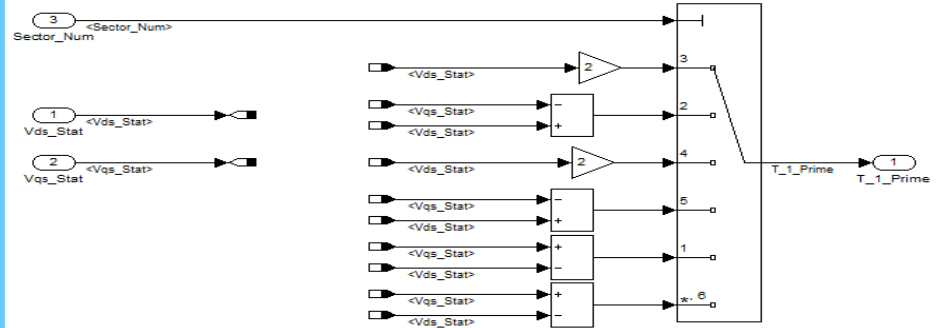 3
<Sector_Num>
Sector_Num
3
2
<Vds_Stat>
<Vqs_Stat>
−
2
1
<Vds_Stat>
Vds_Stat
<Vds_Stat>
+
2
<Vqs_Stat>
Vqs_Stat
<Vds_Stat>
2
4
T_1_Prime
1
T_1_Prime
<Vqs_Stat>
−
5
<Vds_Stat>
+
<Vqs_Stat>
+
1
<Vds_Stat>
−
<Vqs_Stat>
+
*, 6
<Vds_Stat>
−